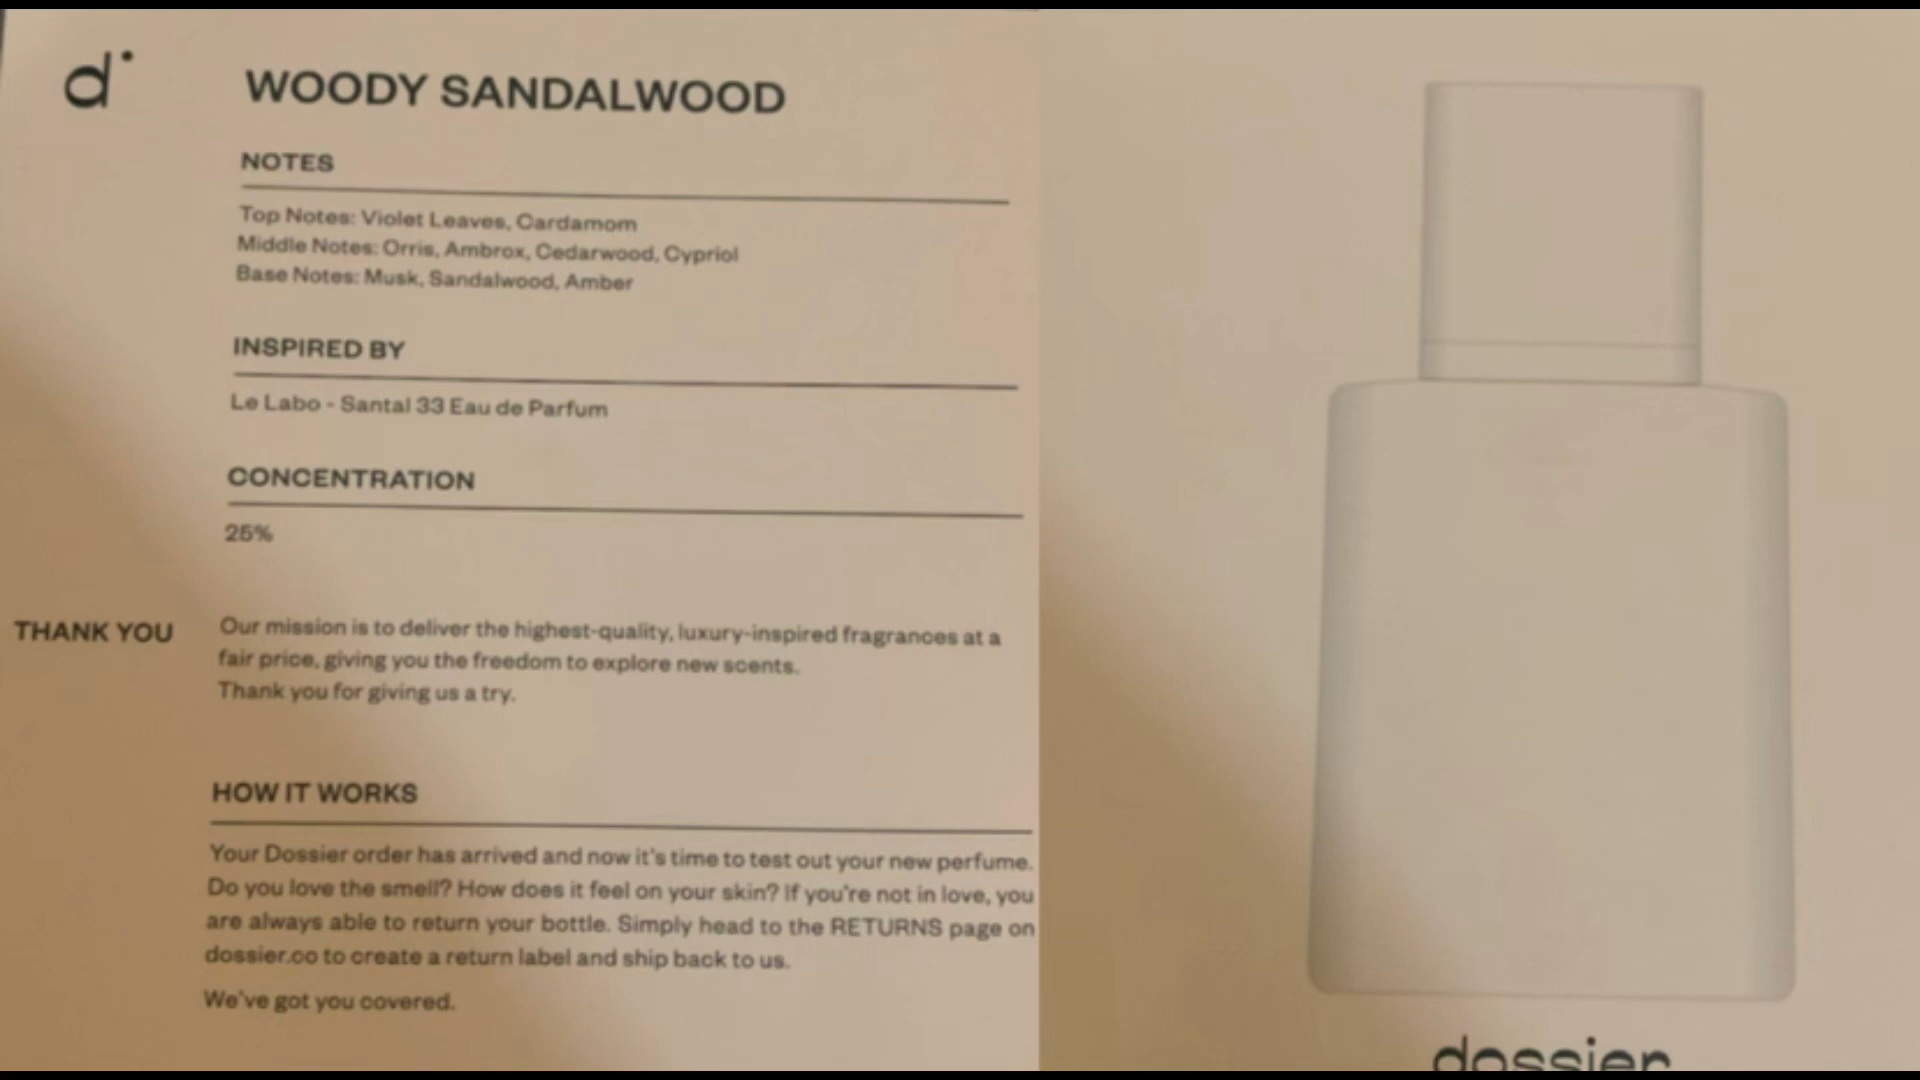 d·
WOODY SANDALWOOD
NOTES
Top Notes: Violet Leaves, Cardamom
Middle Notes: Orris, Ambrox, Cedarwood, Cypriol
Base Notes: Musk, Sandalwood, Amber
INSPIRED BY
Le Labo - Santal 33 Eau de Parfum
CONCENTRATION
25%
THANK YOU
Our mission is to deliver the highest-quality, luxury-inspired fragrances at a
fair price, giving you the freedom to explore new scents.
Thank you for giving us a try.
HOW IT WORKS
Your Dossier order has arrived and now it's time to test out your new perfume.
Do you love the smell? How does it feel on your skin? If you're not in love, you
are always able to return your bottle. Simply head to the RETURNS page on
dossier.co to create a return label and ship back to us.
We've got you covered.
dossier